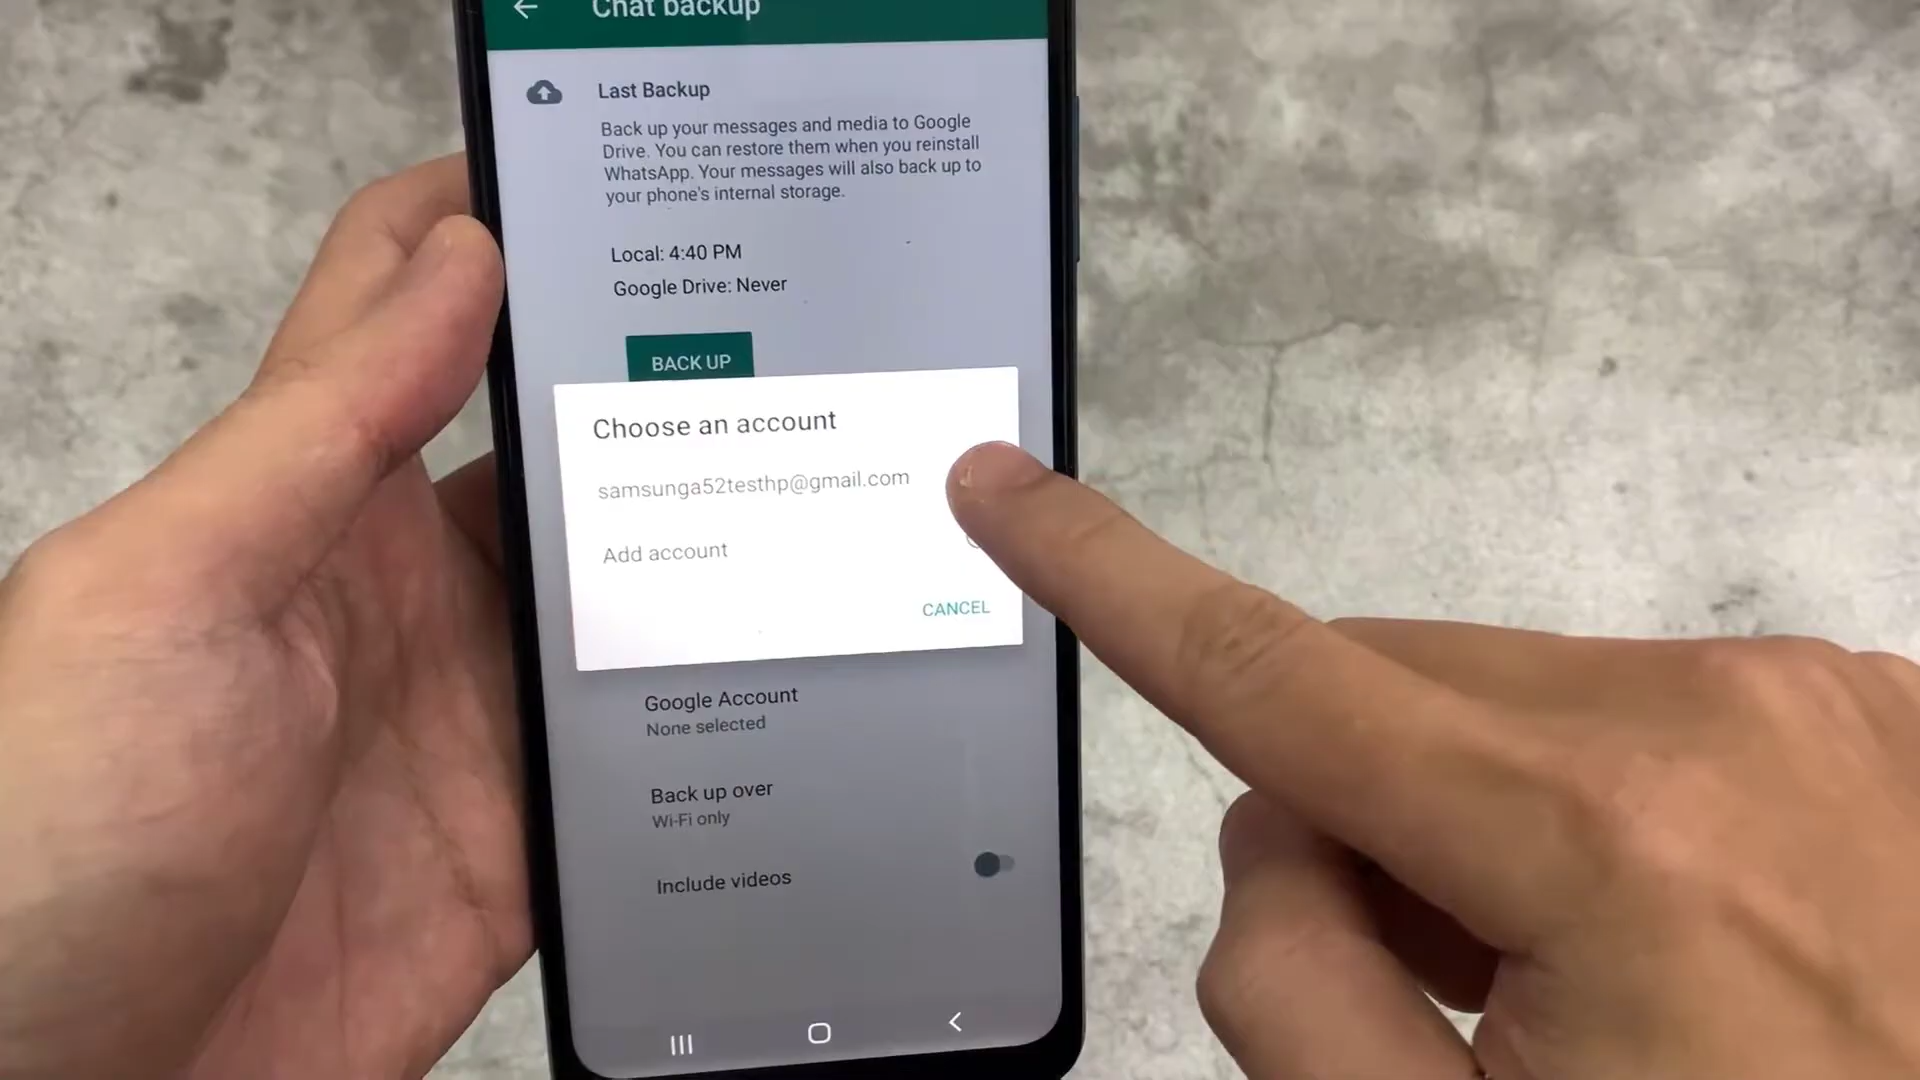 Chat backup
Last Backup
Back up your messages and media to Google
Drive. You can restore them when you reinstall
WhatsApp. Your messages will also back up to
your phone's internal storage.
Local: 4:40 PM
Google Drive: Never
BACK UP
Choose an account
samsunga52testhp@gmail.com
Add account
CANCEL
Google Account
None selected
Back up over
Wi-Fi only
Include videos